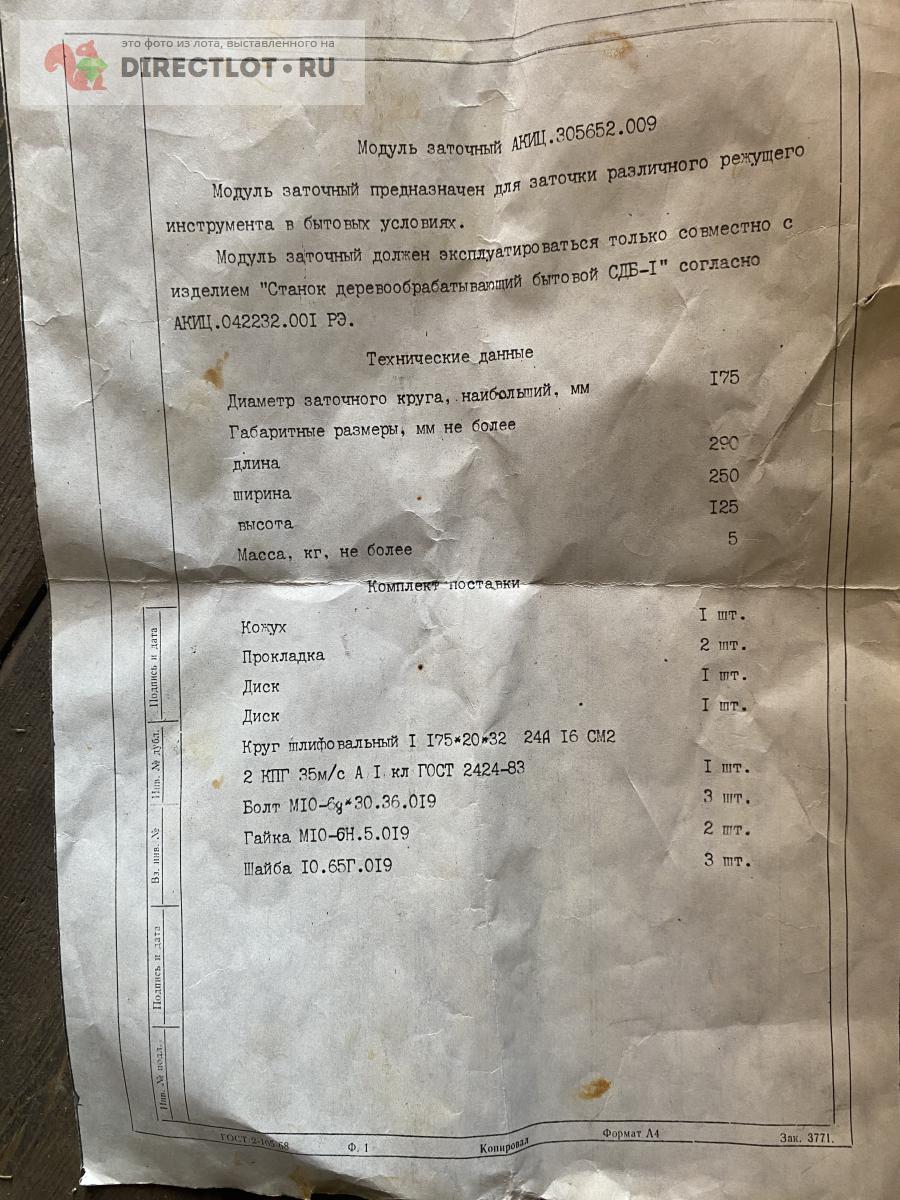 это фото из лота, выставленного на
DIRECTLOT.RU
Модуль заточный АКИЦ.305652.009
Модуль заточный предназначен для заточки различного режущего
инструмента в бытовых условиях.
Модуль заточный должен эксплуатироваться только совместно с
изделием "Станок деревообрабатывающий бытовой СДБ-I" согласно
АКИЦ.042232.00I РЭ.
Технические данные
Диаметр заточного круга, наибольший, мм I75
Габаритные размеры, мм не более
длина 290
ширина 250
высота I25
Масса, кг, не более 5
Комплект поставки
Кожух I шт.
Прокладка 2 шт.
Диск I шт.
Диск I шт.
Круг шлифовальный I I75*20*32 24А I6 СМ2
2 КПГ 35м/с А I кл ГОСТ 2424-83 I шт.
Болт МI0-6g*30.36.0I9 3 шт.
Гайка МI0-6Н.5.0I9 2 шт.
Шайба I0.65Г.0I9 3 шт.
Подпись и дата
Инв. № дубл.
Вз. инв. №
Подпись и дата
Инв. № подл.
ГОСТ 2-105-68 Ф. 1 Копировал Формат А4 Зак. 3771.